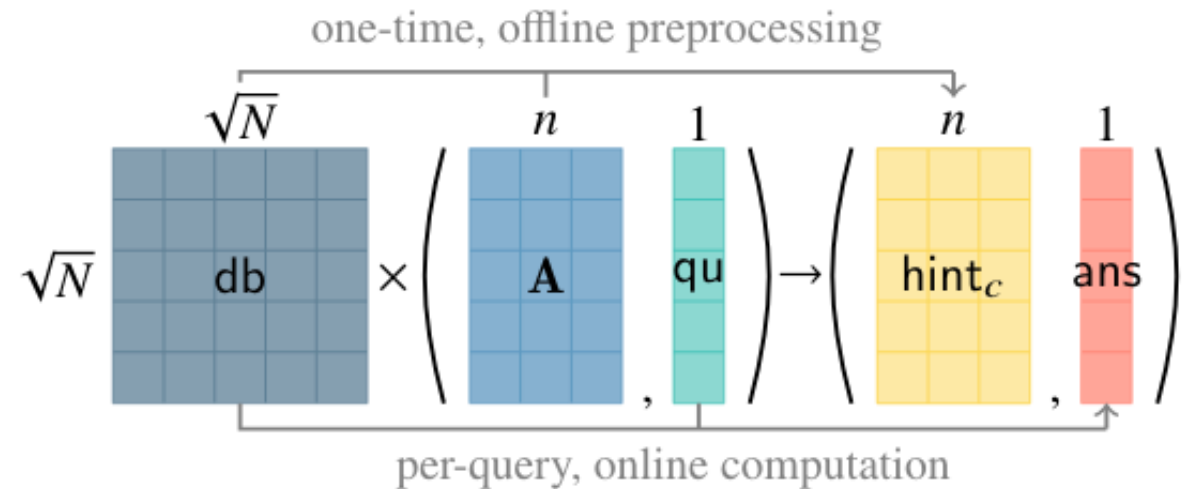 one-time, offline preprocessing
√N n 1 n 1
√N db × ( A , qu ) → ( hint_c , ans )
per-query, online computation